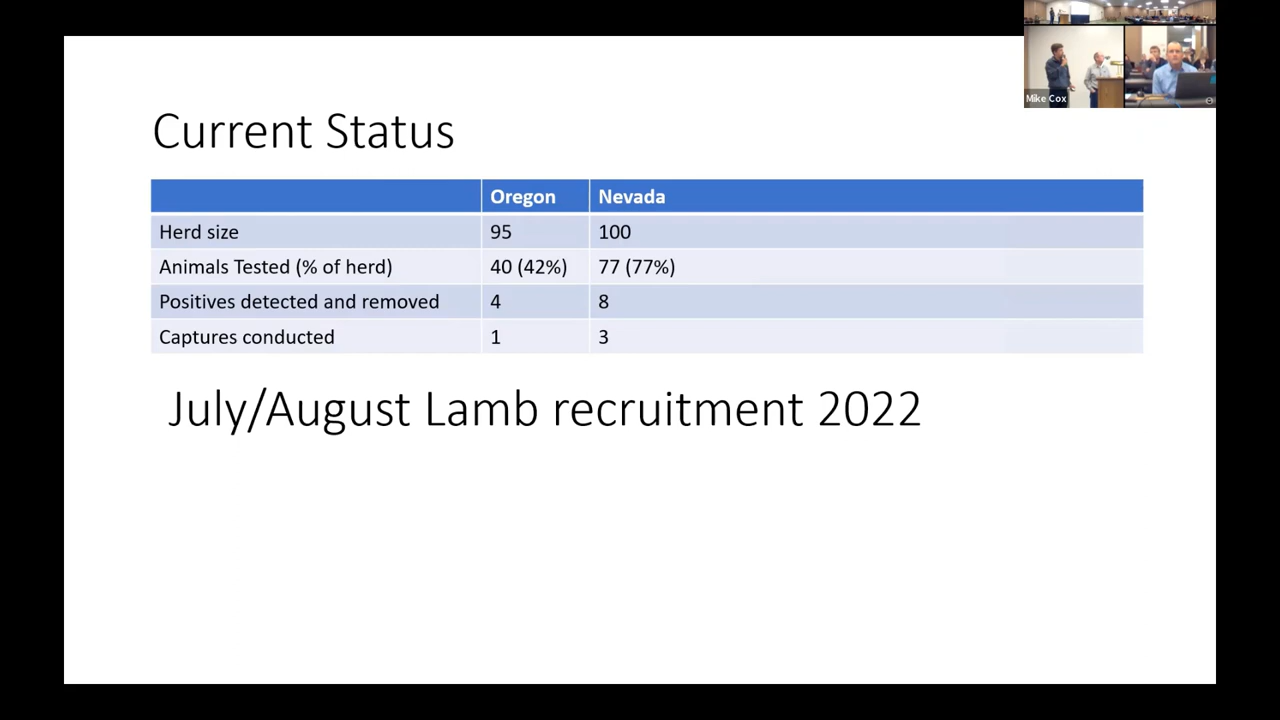 Mike Cox
Current Status
Oregon Nevada
Herd size 95 100
Animals Tested (% of herd) 40 (42%) 77 (77%)
Positives detected and removed 4 8
Captures conducted 1 3
July/August Lamb recruitment 2022